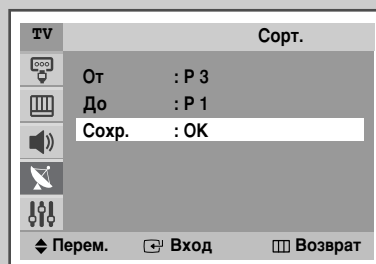 TV Сорт.
От : P 3
До : P 1
Сохр. : OK
Перем. Вход Возврат